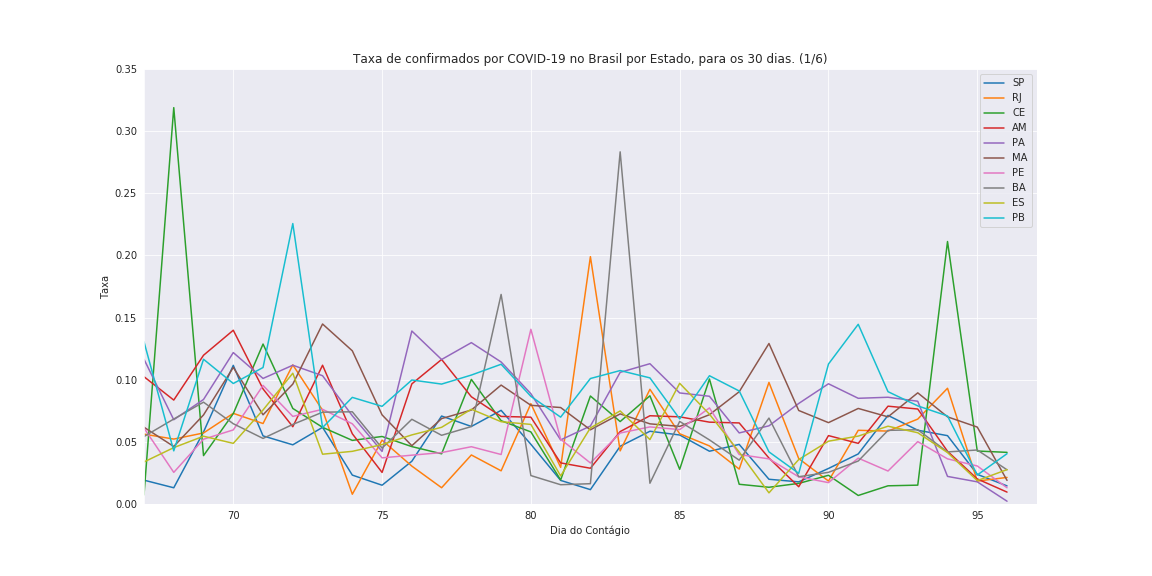 Taxa de confirmados por COVID-19 no Brasil por Estado, para os 30 dias. (1/6)
0.35
0.30
0.25
0.20
0.15
0.10
0.05
0.00
Taxa
SP
RJ
CE
AM
PA
MA
PE
BA
ES
PB
70 75 80 85 90 95
Dia do Contágio